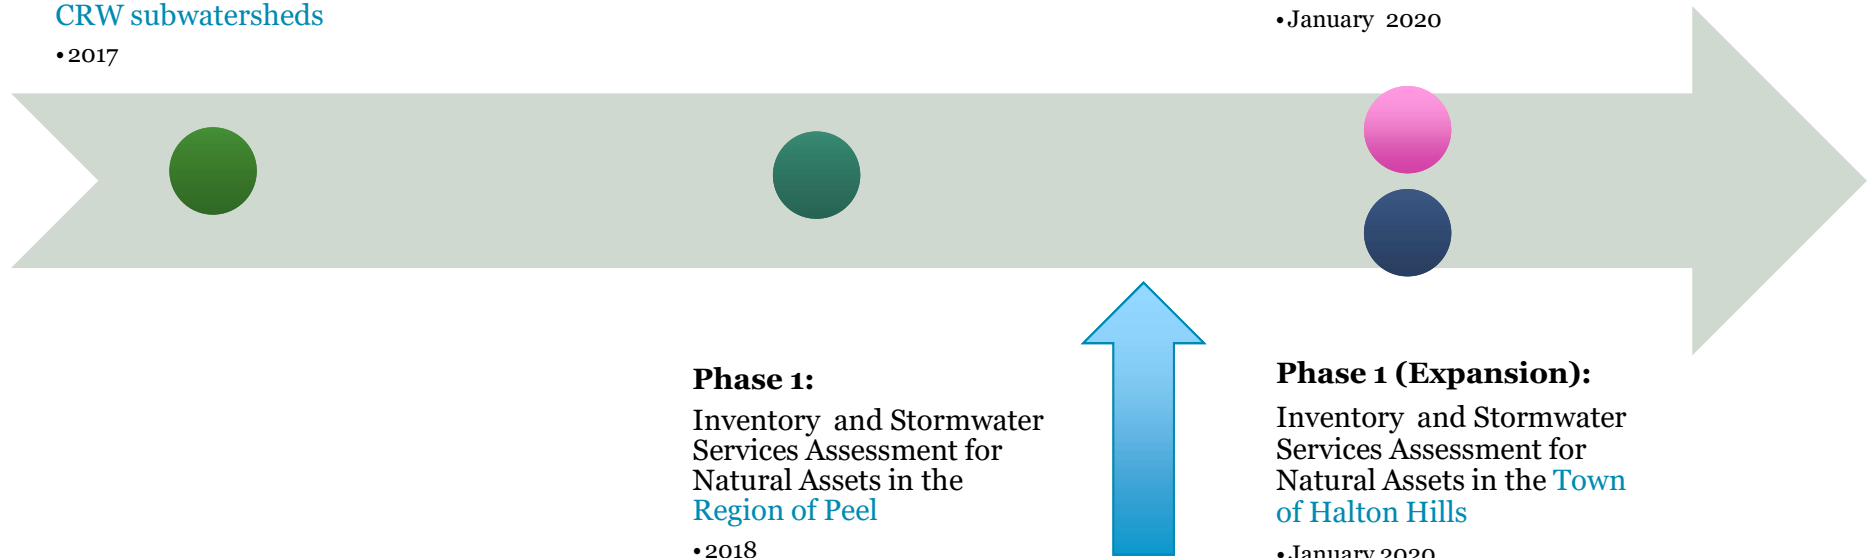 CRW subwatersheds
•2017
•January 2020
Phase 1:
Inventory and Stormwater
Services Assessment for
Natural Assets in the
Region of Peel
•2018
Phase 1 (Expansion):
Inventory and Stormwater
Services Assessment for
Natural Assets in the Town
of Halton Hills
•January 2020